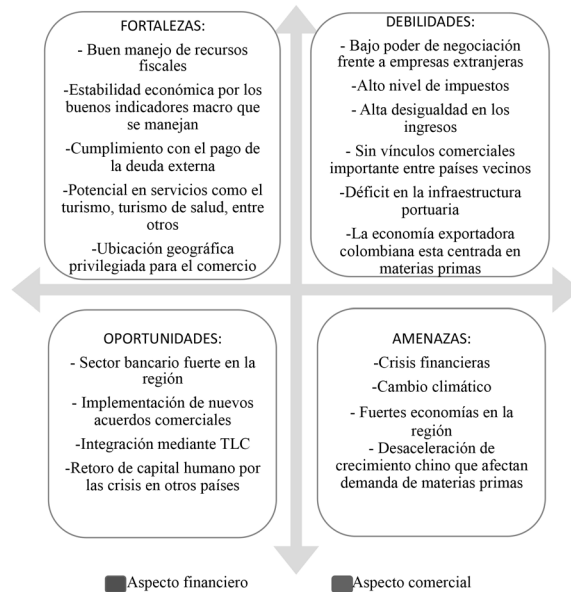 FORTALEZAS:
- Buen manejo de recursos
fiscales
-Estabilidad económica por los
buenos indicadores macro que
se manejan
-Cumplimiento con el pago de
la deuda externa
-Potencial en servicios como el
turismo, turismo de salud, entre
otros
-Ubicación geográfica
privilegiada para el comercio
DEBILIDADES:
- Bajo poder de negociación
frente a empresas extranjeras
-Alto nivel de impuestos
- Alta desigualdad en los
ingresos
- Sin vínculos comerciales
importante entre países vecinos
-Déficit en la infraestructura
portuaria
-La economía exportadora
colombiana esta centrada en
materias primas
OPORTUNIDADES:
- Sector bancario fuerte en la
región
- Implementación de nuevos
acuerdos comerciales
-Integración mediante TLC
-Retoro de capital humano por
las crisis en otros países
AMENAZAS:
-Crisis financieras
-Cambio climático
- Fuertes economías en la
región
- Desaceleración de
crecimiento chino que afectan
demanda de materias primas
Aspecto financiero
Aspecto comercial